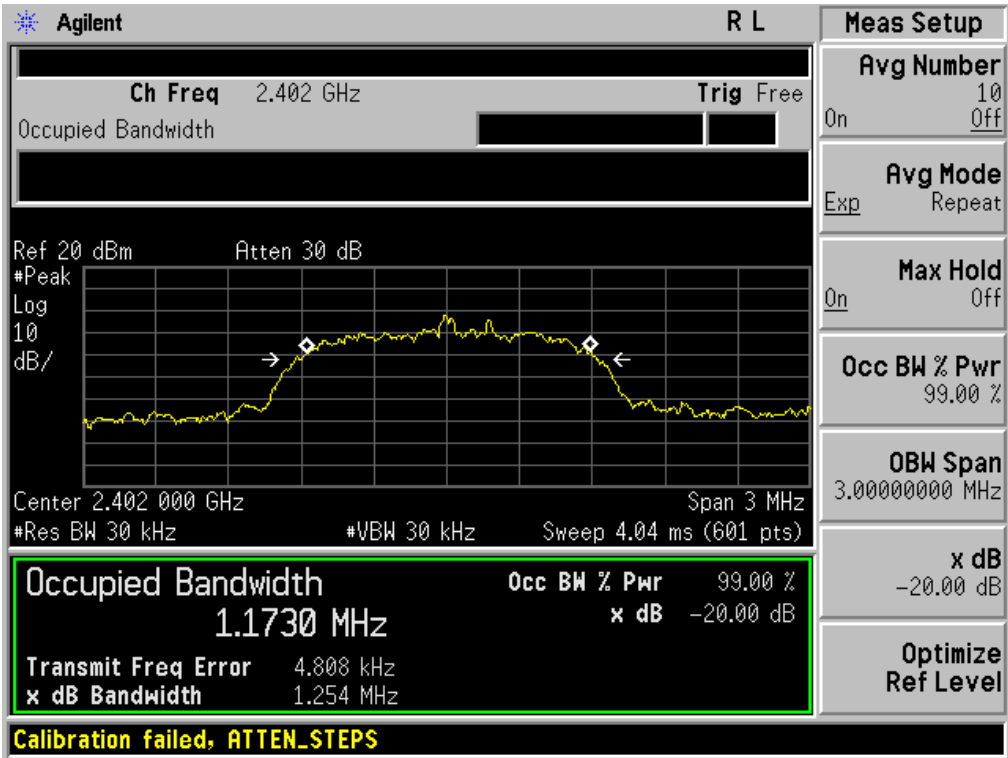 Agilent R L
Ch Freq 2.402 GHz Trig Free
Occupied Bandwidth
Ref 20 dBm Atten 30 dB
#Peak
Log
10
dB/
Center 2.402 000 GHz Span 3 MHz
#Res BW 30 kHz #VBW 30 kHz Sweep 4.04 ms (601 pts)
Occupied Bandwidth Occ BW % Pwr 99.00 %
1.1730 MHz x dB -20.00 dB
Transmit Freq Error 4.808 kHz
x dB Bandwidth 1.254 MHz
Calibration failed, ATTEN_STEPS
Meas Setup
Avg Number
10
On Off
Avg Mode
Exp Repeat
Max Hold
On Off
Occ BW % Pwr
99.00 %
OBW Span
3.00000000 MHz
x dB
-20.00 dB
Optimize
Ref Level